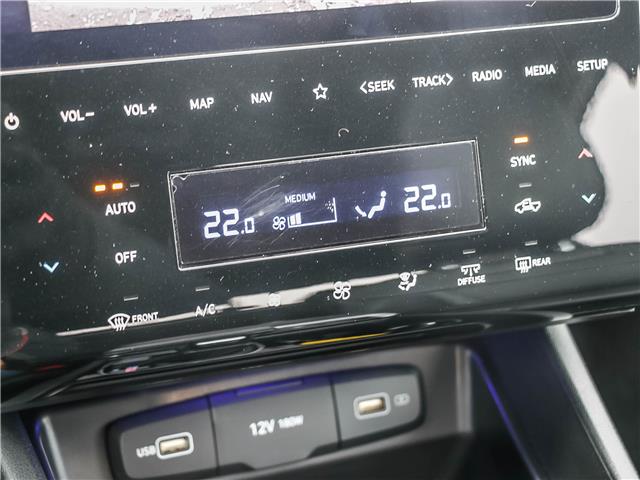 VOL− VOL+ MAP NAV <SEEK TRACK> RADIO MEDIA SETUP
AUTO SYNC
MEDIUM
22.0 22.0
OFF
FRONT A/C DIFFUSE REAR
USB 12V 180W